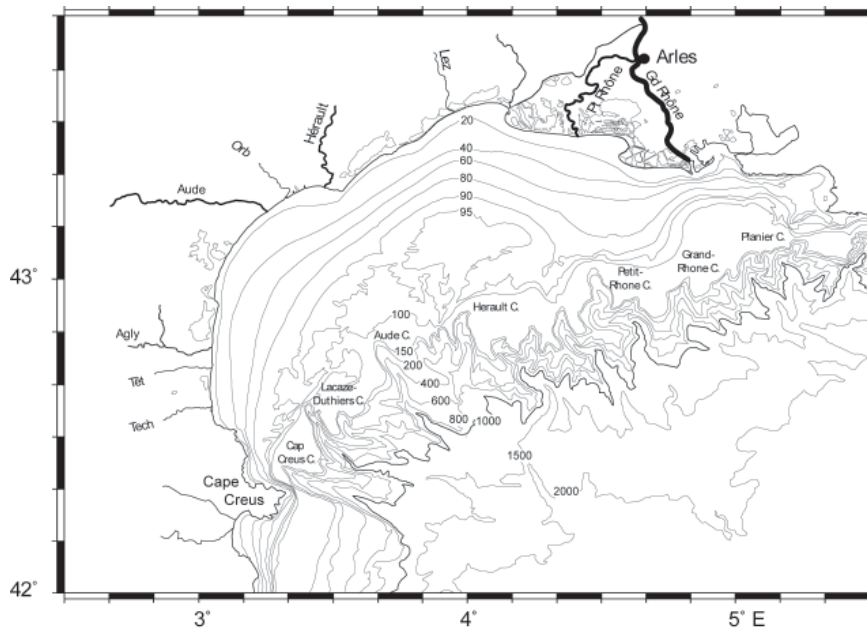 Lez
Arles
Pt Rhône
Gd Rhône
Hérault
Orb
Aude
20
40
60
80
90
95
Planier C.
Grand-
Rhone C.
Petit-
Rhone C.
43°
Herault C.
100
Aude C.
150
200
400
600
800
1000
Agly
Têt
Tech
Lacaze-
Duthiers C.
Cap
Creus C.
1500
2000
Cape
Creus
42°
3°
4°
5° E